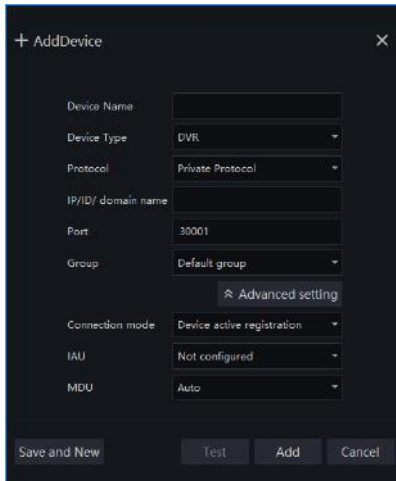 + AddDevice ×
Device Name
Device Type DVR
Protocol Private Protocol
IP/ID/ domain name
Port 30001
Group Default group
Advanced setting
Connection mode Device active registration
IAU Not configured
MDU Auto
Save and New Test Add Cancel